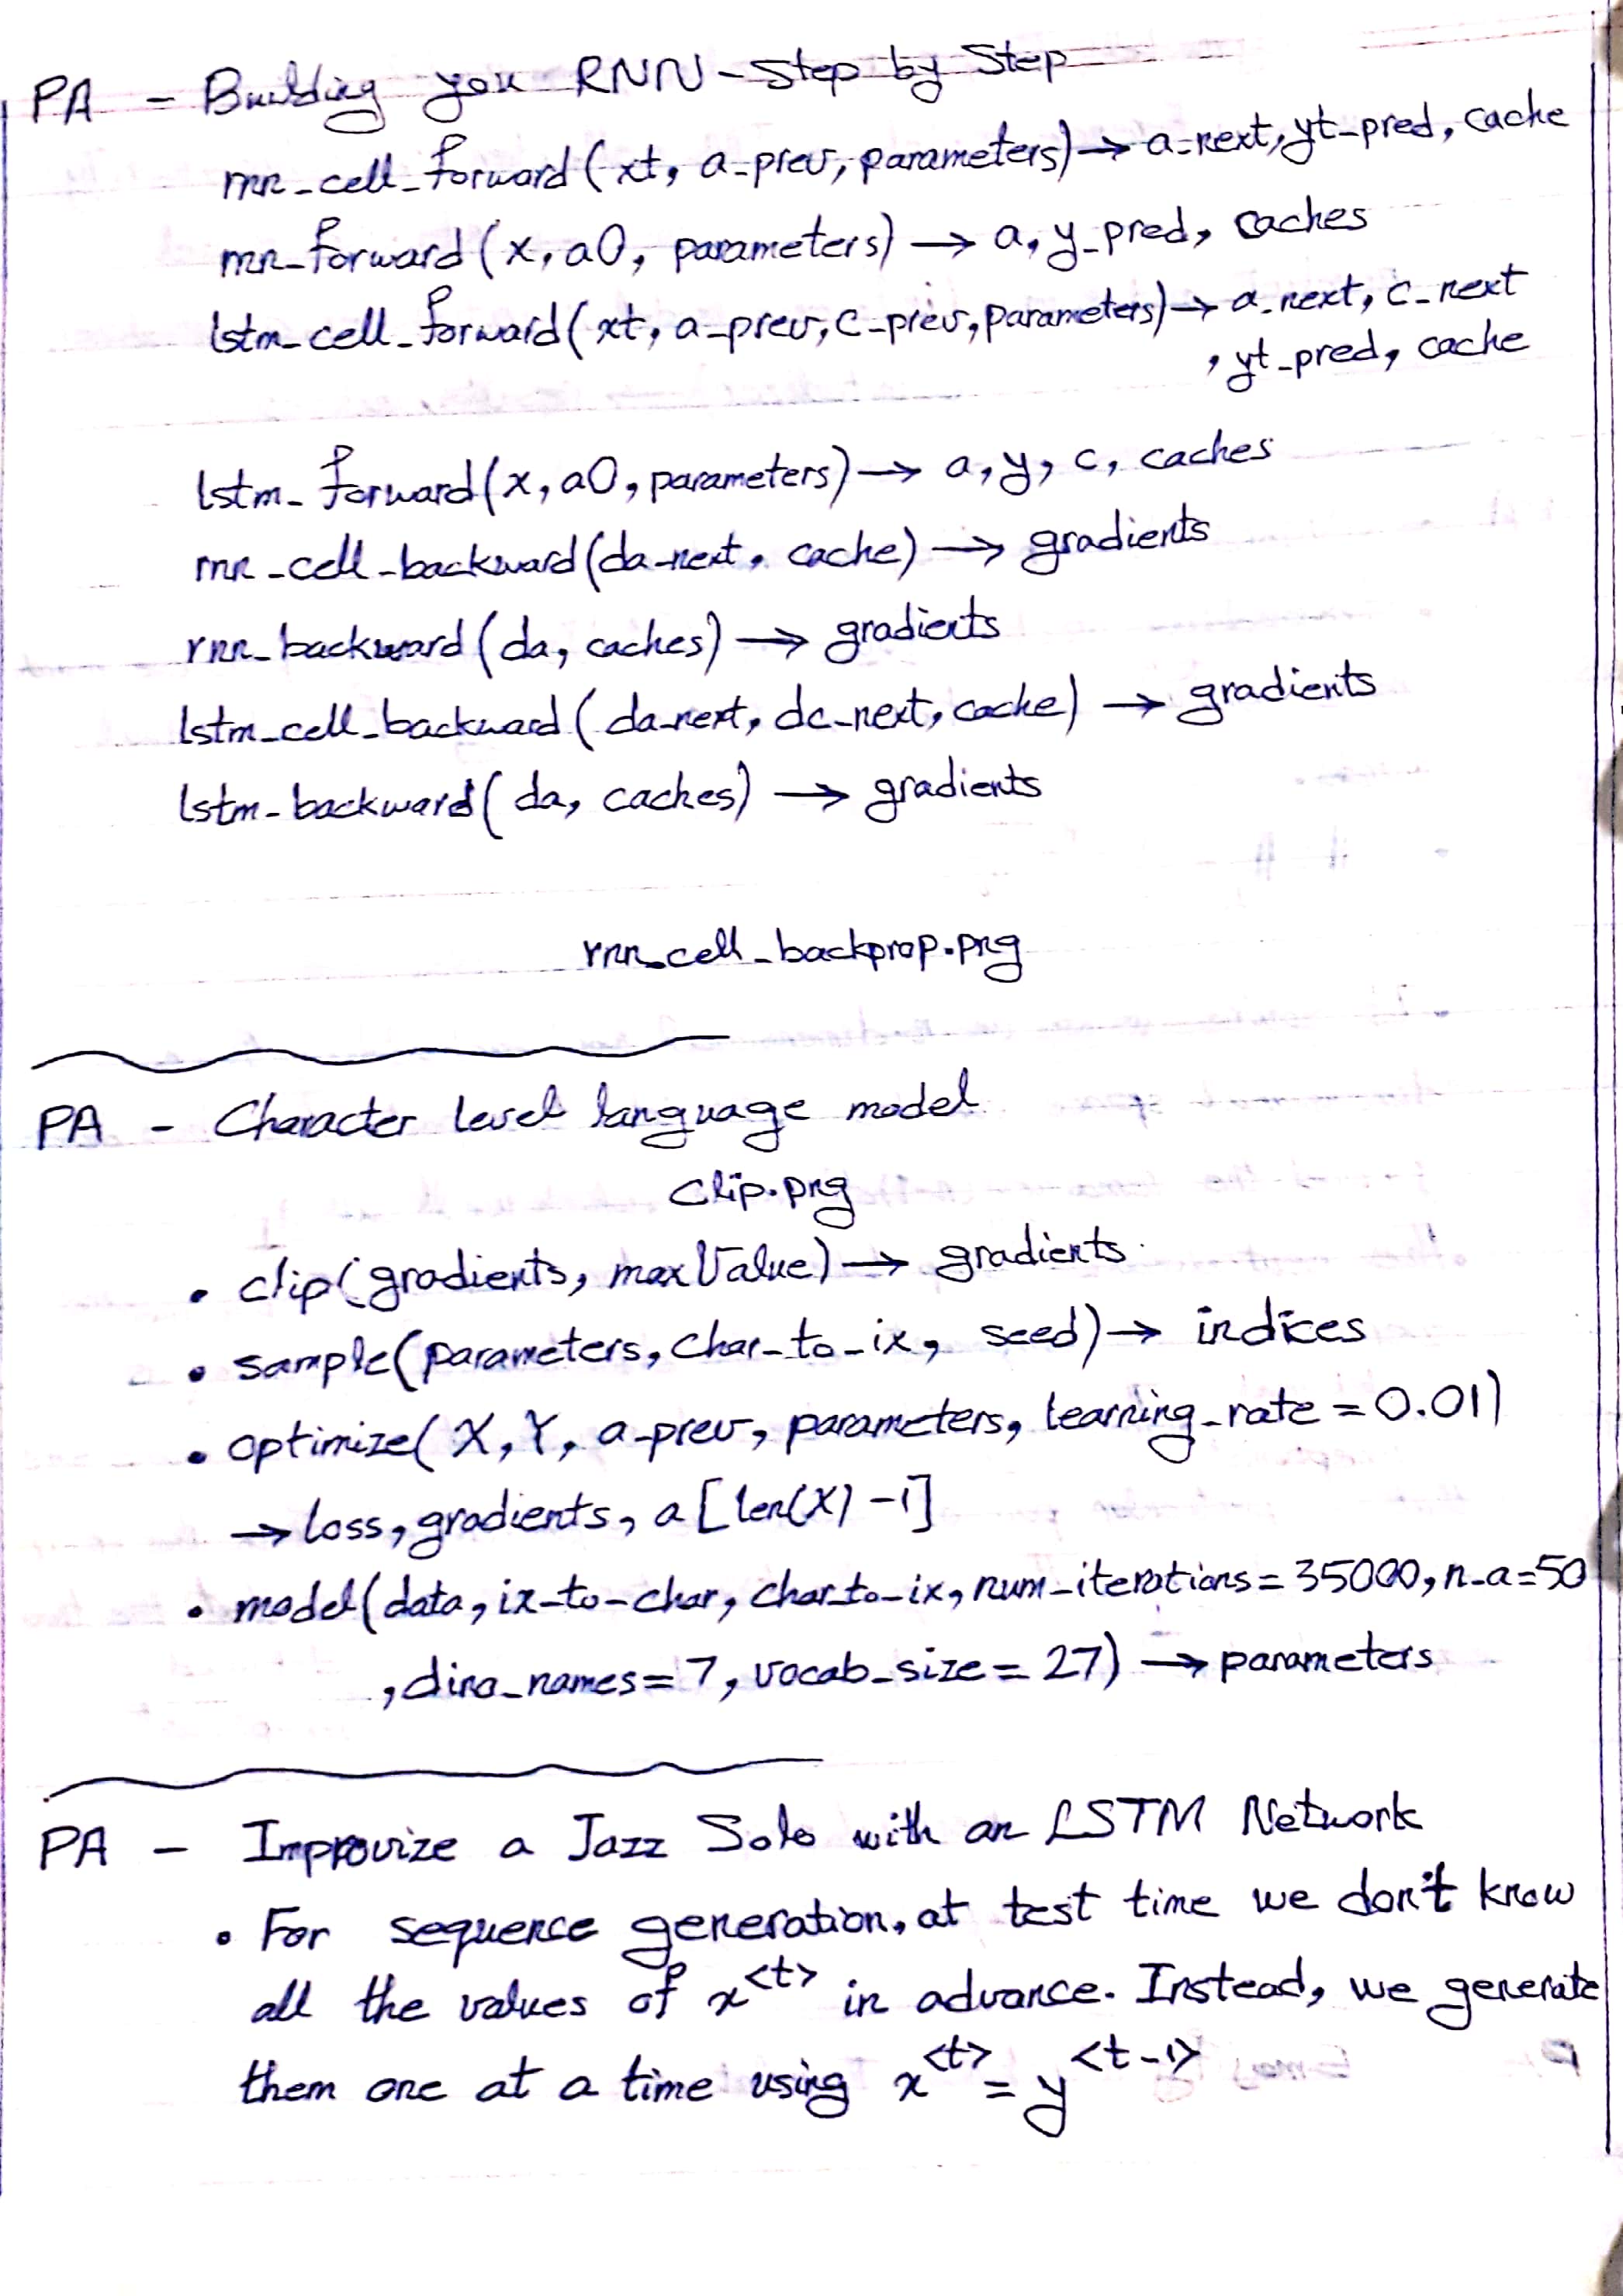 PA - Building you RNN - Step by Step
rnn_cell_forward(xt, a_prev, parameters) → a_next, yt_pred, cache
rnn_forward(x, a0, parameters) → a, y_pred, caches
lstm_cell_forward(xt, a_prev, c_prev, parameters) → a_next, c_next
, yt_pred, cache
lstm_forward(x, a0, parameters) → a, y, c, caches
rnn_cell_backward(da_next, cache) → gradients
rnn_backward(da, caches) → gradients
lstm_cell_backward(da_next, dc_next, cache) → gradients
lstm_backward(da, caches) → gradients
rnn_cell_backprop.png
PA - Character level language model
clip.png
• clip(gradients, maxValue) → gradients
• sample(parameters, char_to_ix, seed) → indices
• optimize(X, Y, a_prev, parameters, learning_rate = 0.01)
→ loss, gradients, a[len(X) -1]
• model(data, ix_to_char, char_to_ix, num_iterations = 35000, n_a=50
, dino_names = 7, vocab_size = 27) → parameters
PA - Improvize a Jazz Solo with an LSTM Network
• For sequence generation, at test time we don't know
all the values of x<t> in advance. Instead, we generate
them one at a time using x<t> = y<t-1>